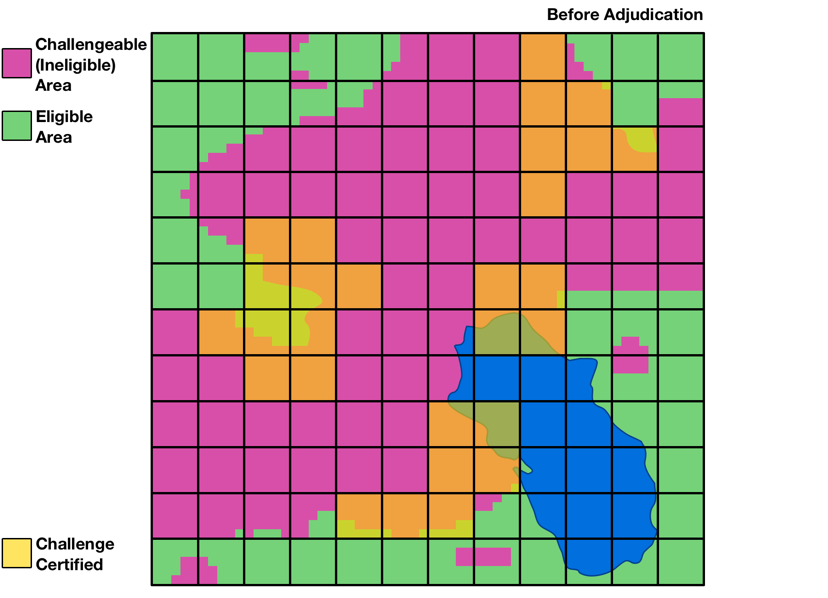 Before Adjudication
Challengeable
(Ineligible)
Area
Eligible
Area
Challenge
Certified